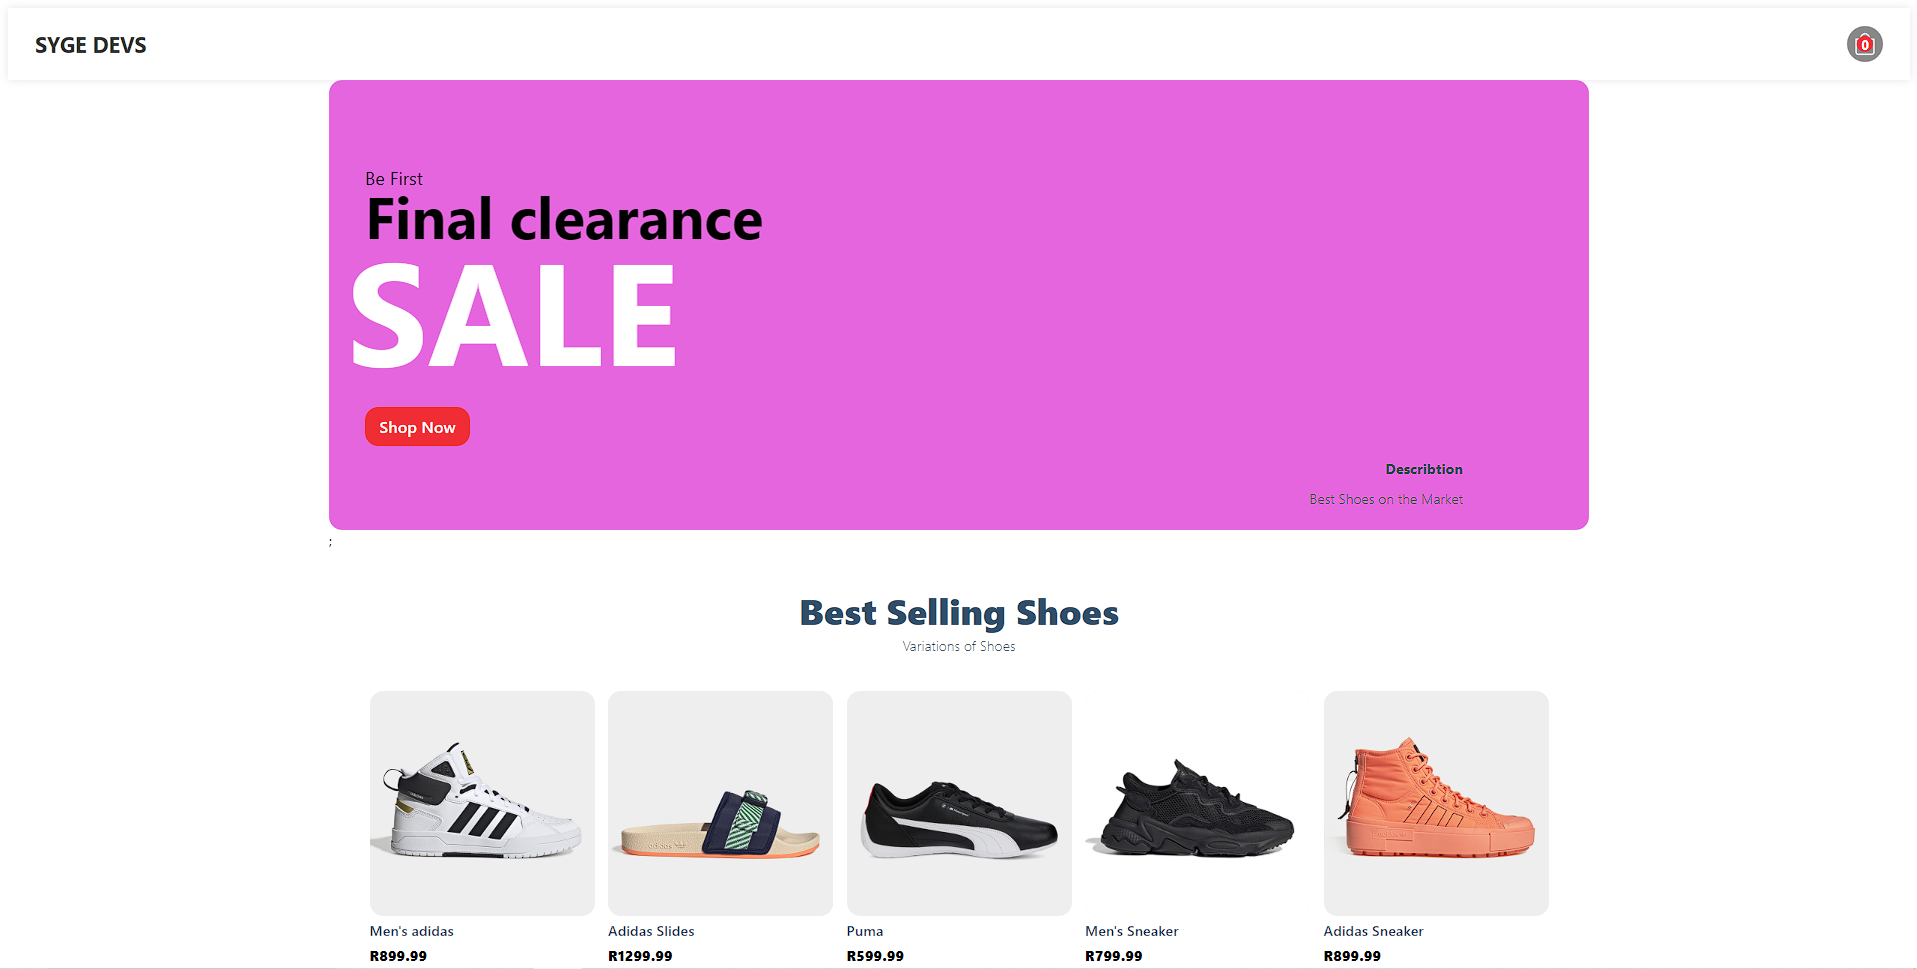 SYGE DEVS
0
Be First
Final clearance
SALE
Shop Now
Describtion
Best Shoes on the Market
;
Best Selling Shoes
Variations of Shoes
adidas
Men's adidas
Adidas Slides
Puma
Men's Sneaker
Adidas Sneaker
R899.99
R1299.99
R599.99
R799.99
R899.99